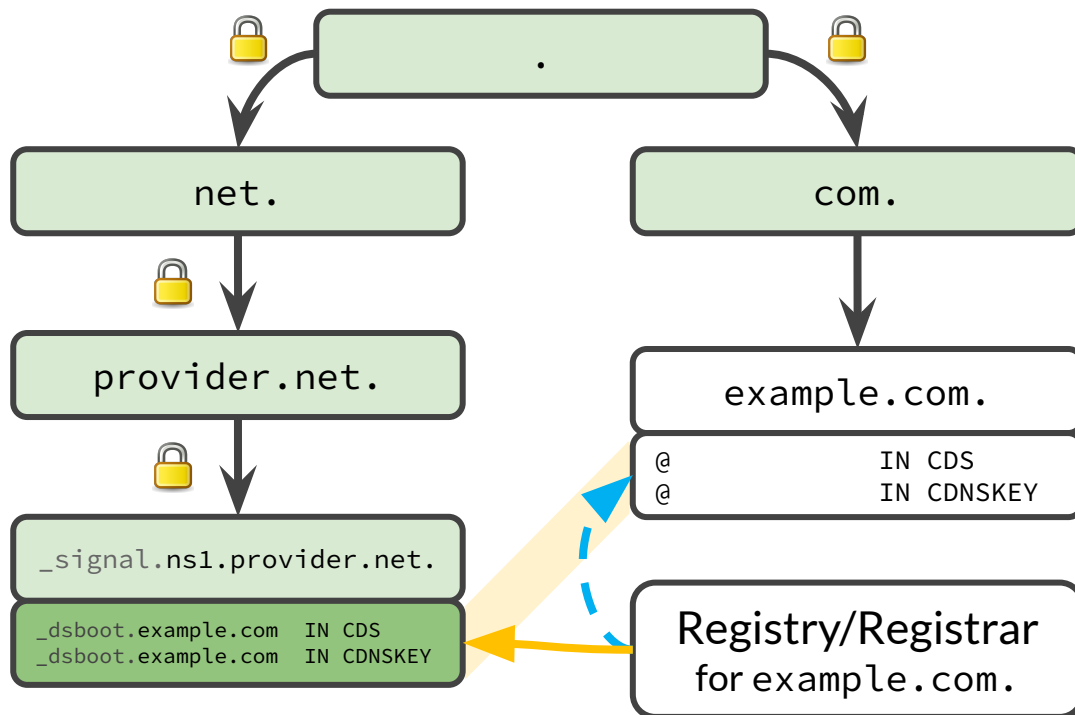 .
net.
com.
provider.net.
example.com.
@ IN CDS
@ IN CDNSKEY
_signal.ns1.provider.net.
_dsboot.example.com IN CDS
_dsboot.example.com IN CDNSKEY
Registry/Registrar
for example.com.